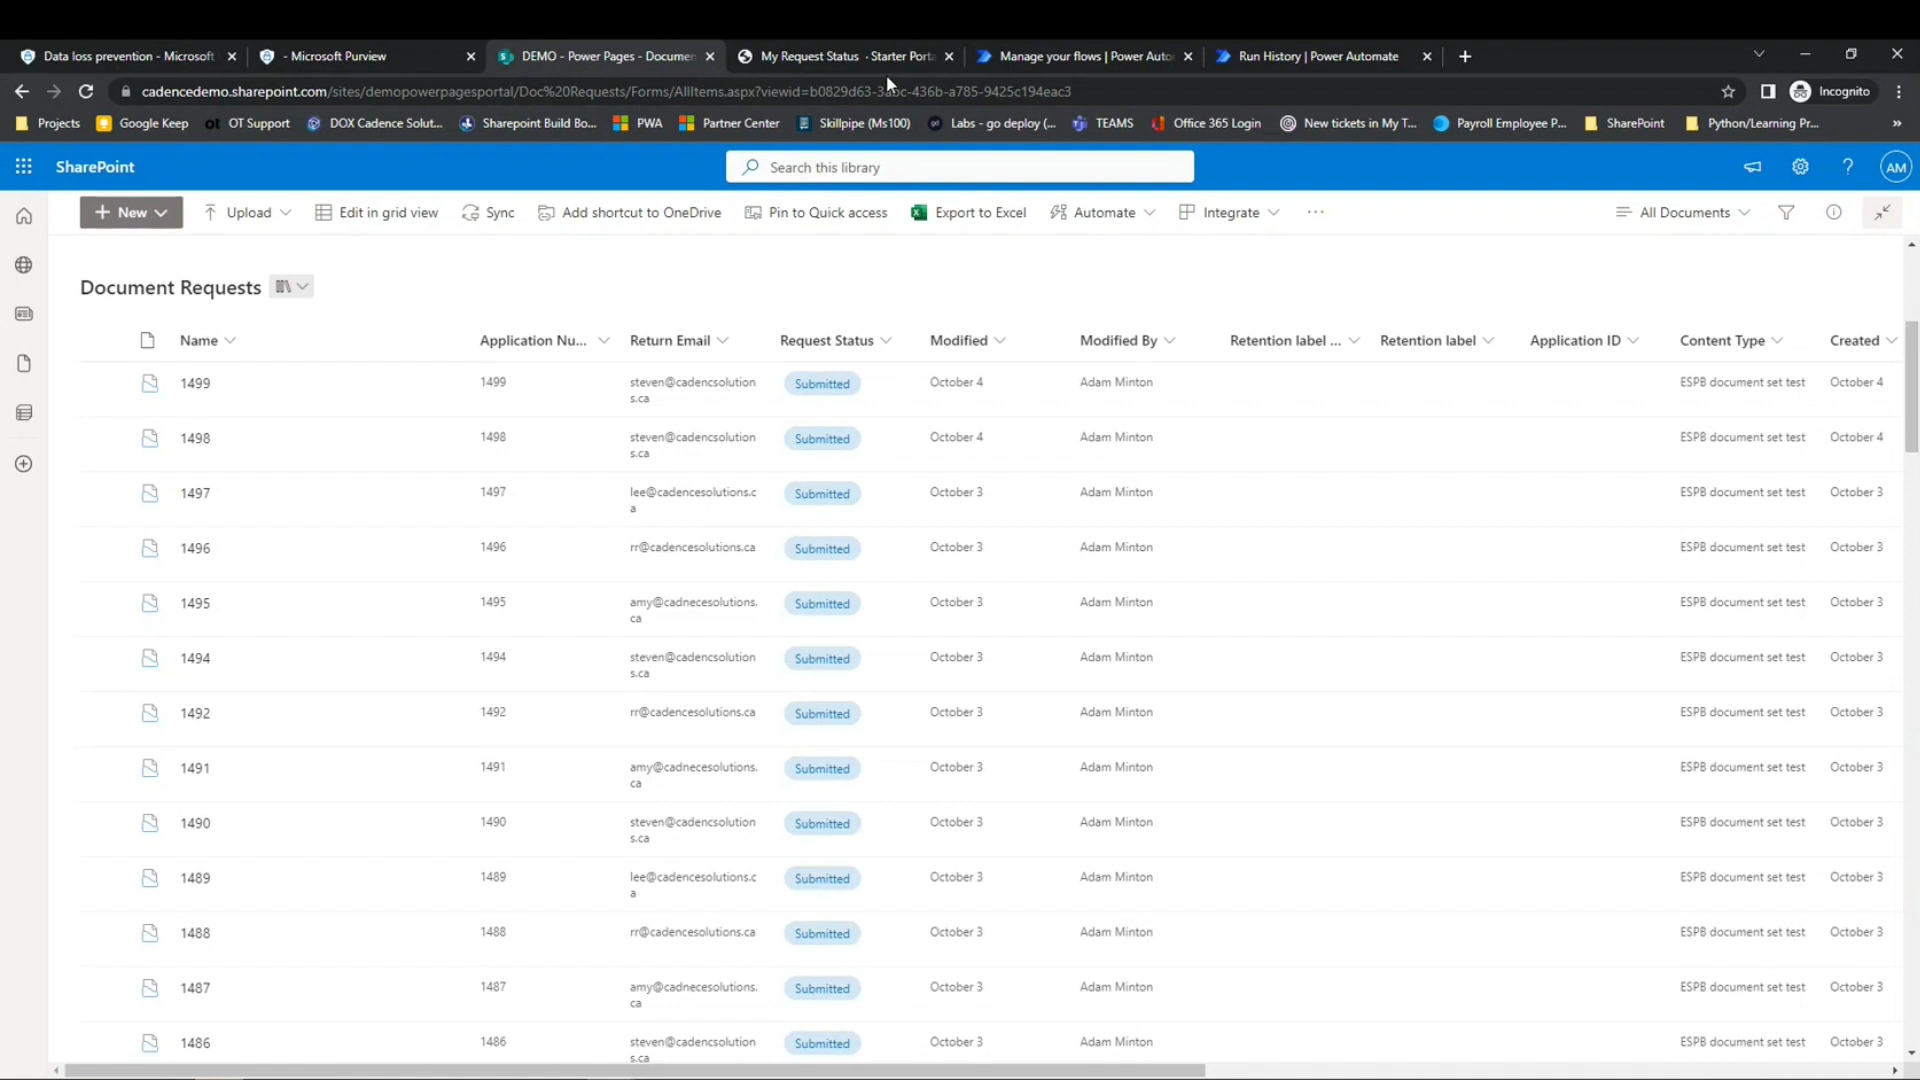 Data loss prevention - Microsoft
- Microsoft Purview
DEMO - Power Pages - Documen
My Request Status · Starter Porta
Manage your flows | Power Auto
Run History | Power Automate
cadencedemo.sharepoint.com/sites/demopowerpagesportal/Doc%20Requests/Forms/AllItems.aspx?viewid=b0829d63-3abc-436b-a785-9425c194eac3
Incognito
Projects
Google Keep
OT Support
DOX Cadence Solut...
Sharepoint Build Bo...
PWA
Partner Center
Skillpipe (Ms100)
Labs - go deploy (...
TEAMS
Office 365 Login
New tickets in My T...
Payroll Employee P...
SharePoint
Python/Learning Pr...
SharePoint
Search this library
AM
New
Upload
Edit in grid view
Sync
Add shortcut to OneDrive
Pin to Quick access
Export to Excel
Automate
Integrate
All Documents
Document Requests
Name Application Nu... Return Email Request Status Modified Modified By Retention label ... Retention label Application ID Content Type Created
1499 1499 steven@cadencsolution Submitted October 4 Adam Minton ESPB document set test October 4
s.ca
1498 1498 steven@cadencsolution Submitted October 4 Adam Minton ESPB document set test October 4
s.ca
1497 1497 lee@cadencesolutions.c Submitted October 3 Adam Minton ESPB document set test October 3
a
1496 1496 rr@cadencesolutions.ca Submitted October 3 Adam Minton ESPB document set test October 3
1495 1495 amy@cadnecesolutions. Submitted October 3 Adam Minton ESPB document set test October 3
ca
1494 1494 steven@cadencsolution Submitted October 3 Adam Minton ESPB document set test October 3
s.ca
1492 1492 rr@cadencesolutions.ca Submitted October 3 Adam Minton ESPB document set test October 3
1491 1491 amy@cadnecesolutions. Submitted October 3 Adam Minton ESPB document set test October 3
ca
1490 1490 steven@cadencsolution Submitted October 3 Adam Minton ESPB document set test October 3
s.ca
1489 1489 lee@cadencesolutions.c Submitted October 3 Adam Minton ESPB document set test October 3
a
1488 1488 rr@cadencesolutions.ca Submitted October 3 Adam Minton ESPB document set test October 3
1487 1487 amy@cadnecesolutions. Submitted October 3 Adam Minton ESPB document set test October 3
ca
1486 1486 steven@cadencsolution Submitted October 3 Adam Minton ESPB document set test October 3
s.ca